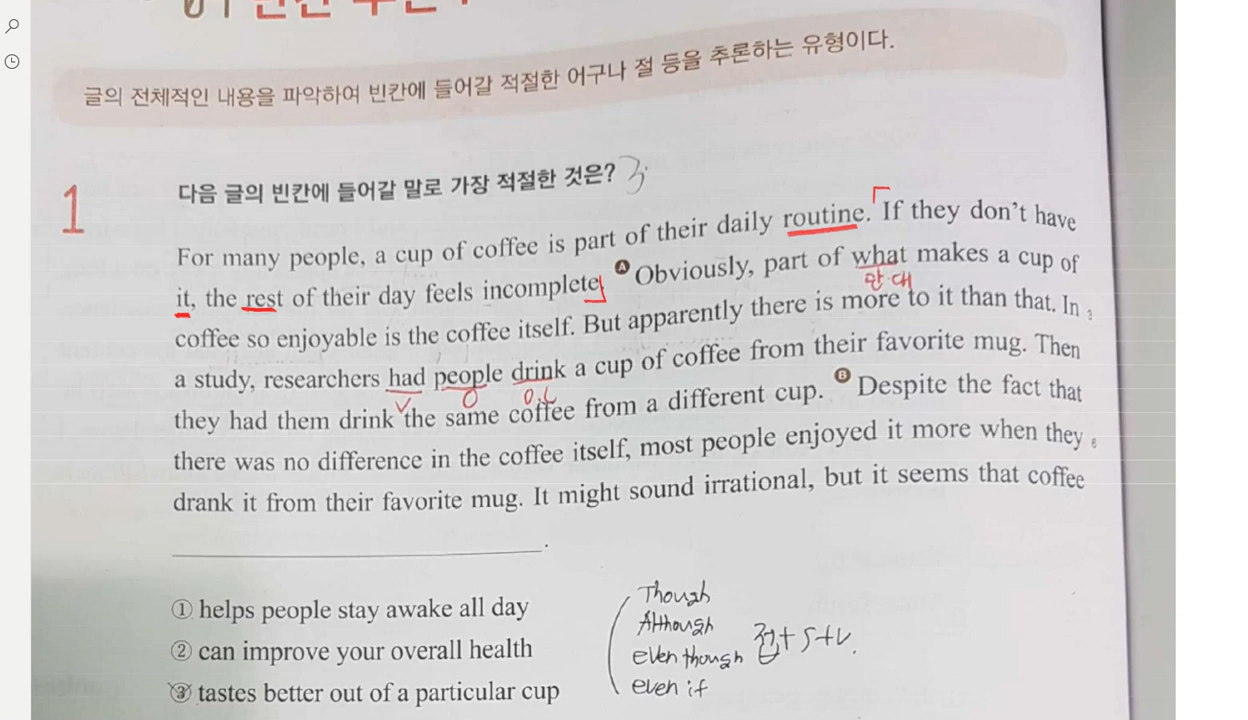 글의 전체적인 내용을 파악하여 빈칸에 들어갈 적절한 어구나 절 등을 추론하는 유형이다.
1
다음 글의 빈칸에 들어갈 말로 가장 적절한 것은? 3
For many people, a cup of coffee is part of their daily routine. If they don't have
it, the rest of their day feels incomplete. A Obviously, part of what makes a cup of
만대
coffee so enjoyable is the coffee itself. But apparently there is more to it than that. In
a study, researchers had people drink a cup of coffee from their favorite mug. Then
V O O.C
they had them drink the same coffee from a different cup. B Despite the fact that
there was no difference in the coffee itself, most people enjoyed it more when they
drank it from their favorite mug. It might sound irrational, but it seems that coffee
.
① helps people stay awake all day
② can improve your overall health
③ tastes better out of a particular cup
Though
Although
even though 접+S+V.
even if